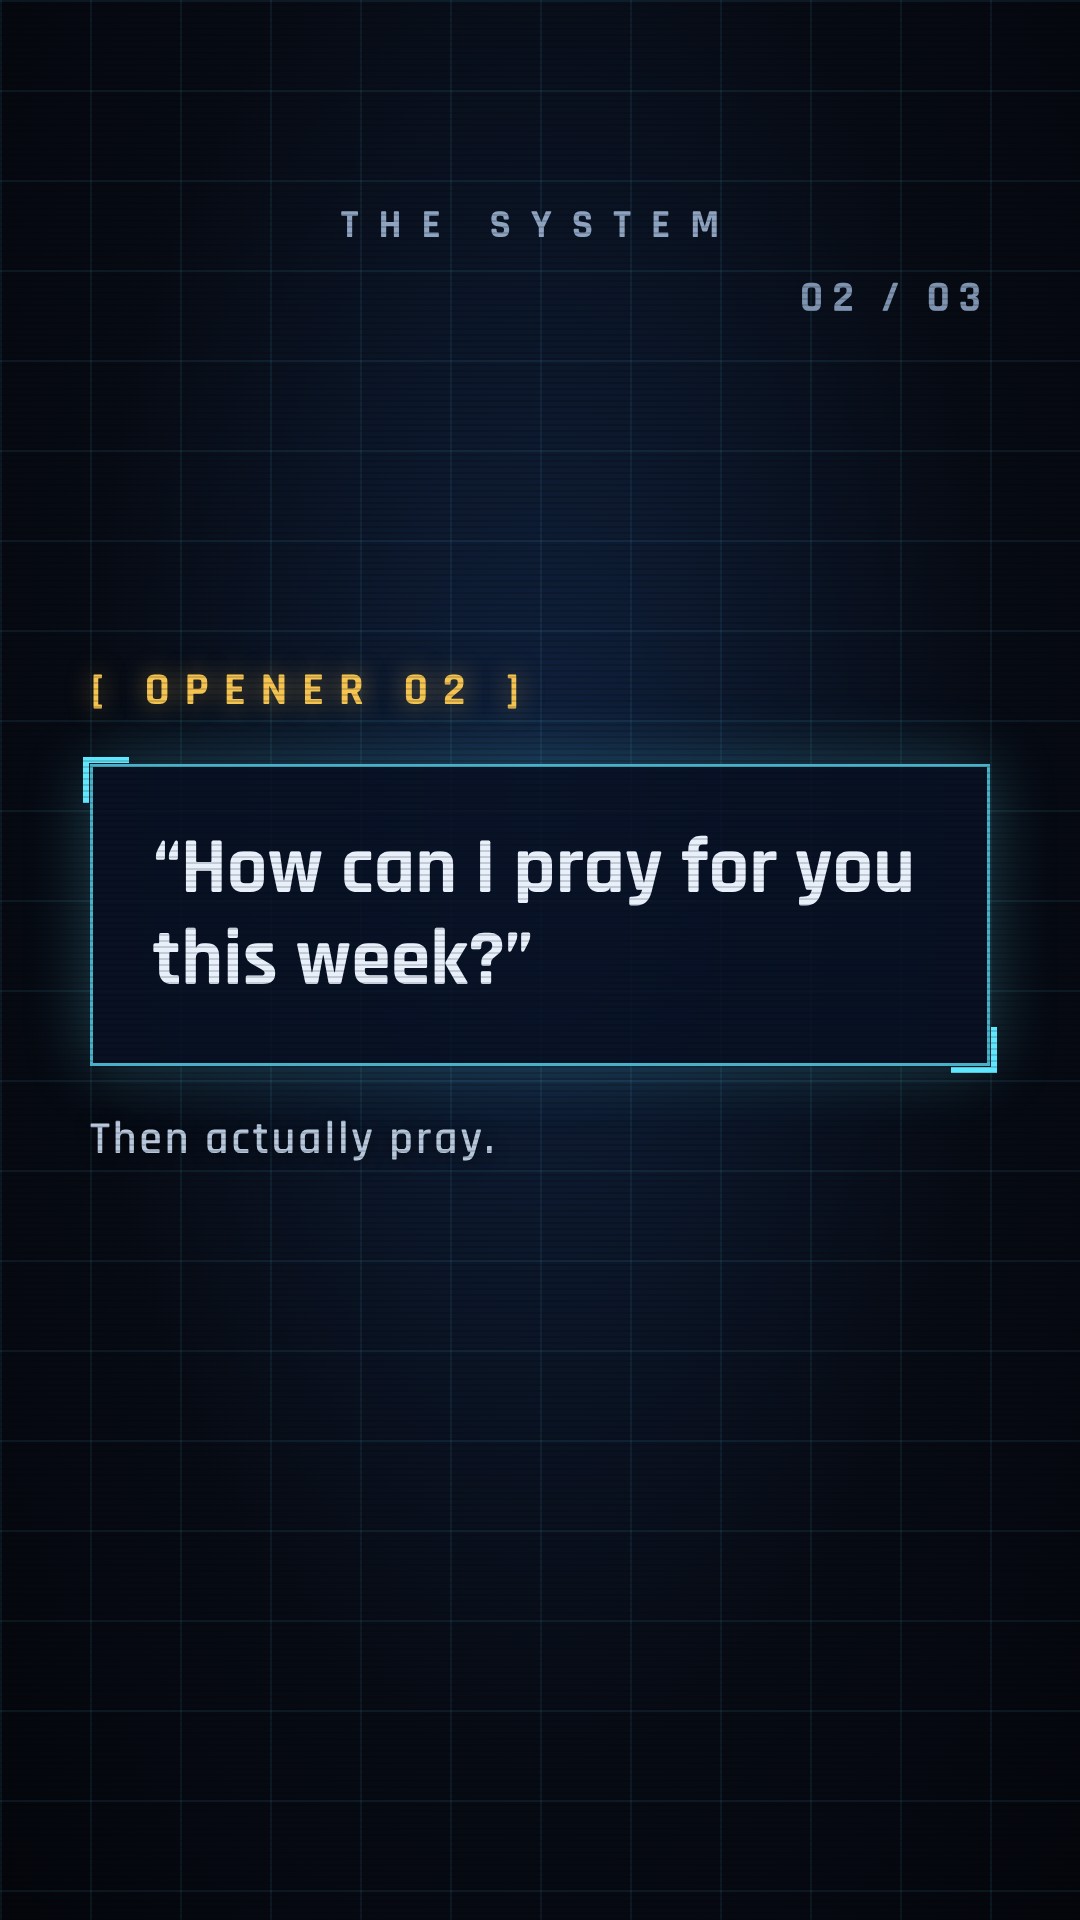 THE SYSTEM
02 / 03
[ OPENER 02 ]
“How can I pray for you
this week?”
Then actually pray.